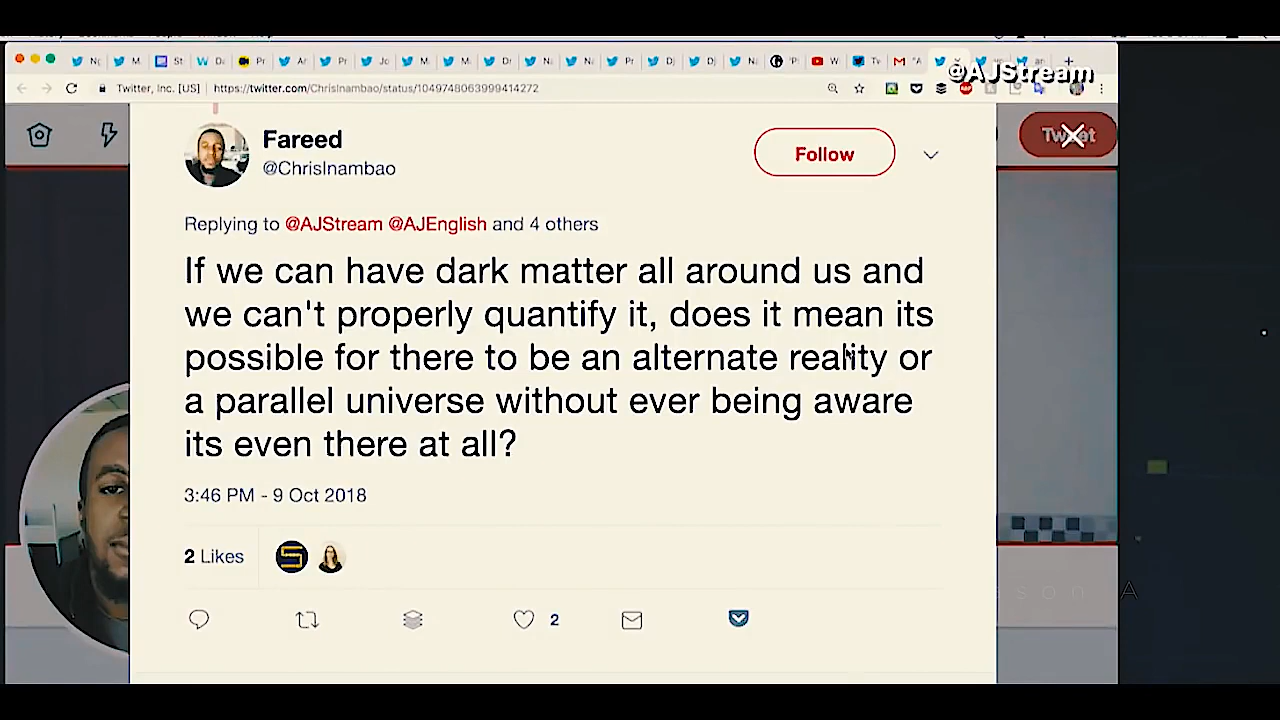 @AJStream
Twitter, Inc. [US] https://twitter.com/ChrisInambao/status/1049748063999414272
Tweet
Fareed
@ChrisInambao
Follow
Replying to @AJStream @AJEnglish and 4 others
If we can have dark matter all around us and
we can't properly quantify it, does it mean its
possible for there to be an alternate reality or
a parallel universe without ever being aware
its even there at all?
3:46 PM - 9 Oct 2018
2 Likes
2